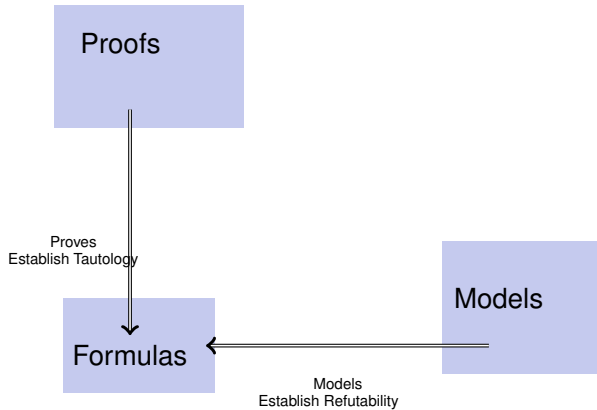 Proofs
Proves
Establish Tautology
Models
Formulas
Models
Establish Refutability